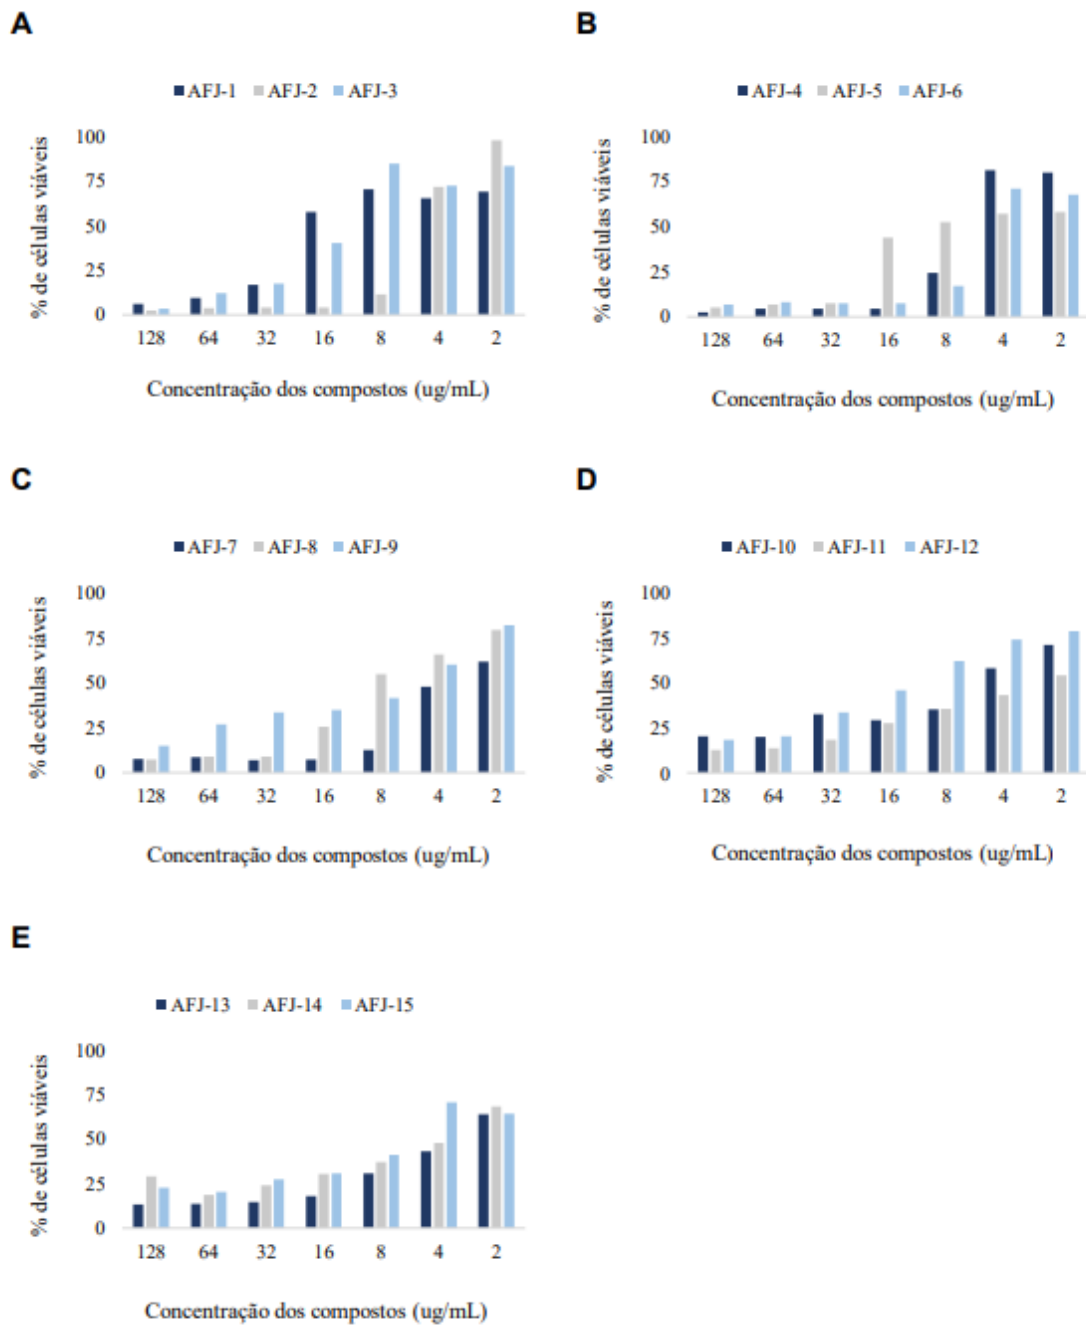 A
AFJ-1 AFJ-2 AFJ-3
% de células viáveis
100
75
50
25
0
128 64 32 16 8 4 2
Concentração dos compostos (ug/mL)
B
AFJ-4 AFJ-5 AFJ-6
% de células viáveis
100
75
50
25
0
128 64 32 16 8 4 2
Concentração dos compostos (ug/mL)
C
AFJ-7 AFJ-8 AFJ-9
% de células viáveis
100
75
50
25
0
128 64 32 16 8 4 2
Concentração dos compostos (ug/mL)
D
AFJ-10 AFJ-11 AFJ-12
% de células viáveis
100
75
50
25
0
128 64 32 16 8 4 2
Concentração dos compostos (ug/mL)
E
AFJ-13 AFJ-14 AFJ-15
% de células viáveis
100
75
50
25
0
128 64 32 16 8 4 2
Concentração dos compostos (ug/mL)